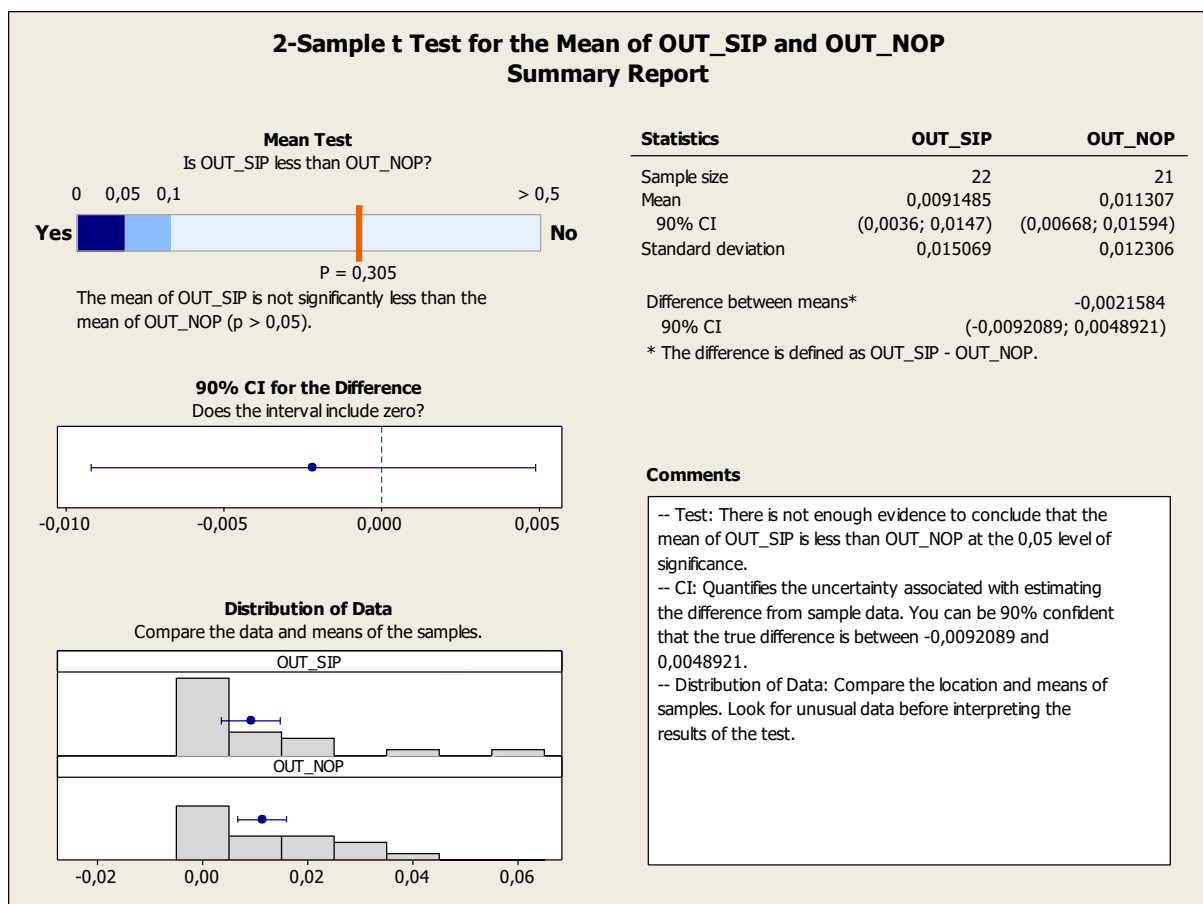 2-Sample t Test for the Mean of OUT_SIP and OUT_NOP
Summary Report
Mean Test
Is OUT_SIP less than OUT_NOP?
0 0,05 0,1 > 0,5
Yes No
P = 0,305
The mean of OUT_SIP is not significantly less than the
mean of OUT_NOP (p > 0,05).
90% CI for the Difference
Does the interval include zero?
-0,010 -0,005 0,000 0,005
Distribution of Data
Compare the data and means of the samples.
OUT_SIP
OUT_NOP
-0,02 0,00 0,02 0,04 0,06
Statistics OUT_SIP OUT_NOP
Sample size 22 21
Mean 0,0091485 0,011307
90% CI (0,0036; 0,0147) (0,00668; 0,01594)
Standard deviation 0,015069 0,012306
Difference between means* -0,0021584
90% CI (-0,0092089; 0,0048921)
* The difference is defined as OUT_SIP - OUT_NOP.
Comments
-- Test: There is not enough evidence to conclude that the
mean of OUT_SIP is less than OUT_NOP at the 0,05 level of
significance.
-- CI: Quantifies the uncertainty associated with estimating
the difference from sample data. You can be 90% confident
that the true difference is between -0,0092089 and
0,0048921.
-- Distribution of Data: Compare the location and means of
samples. Look for unusual data before interpreting the
results of the test.